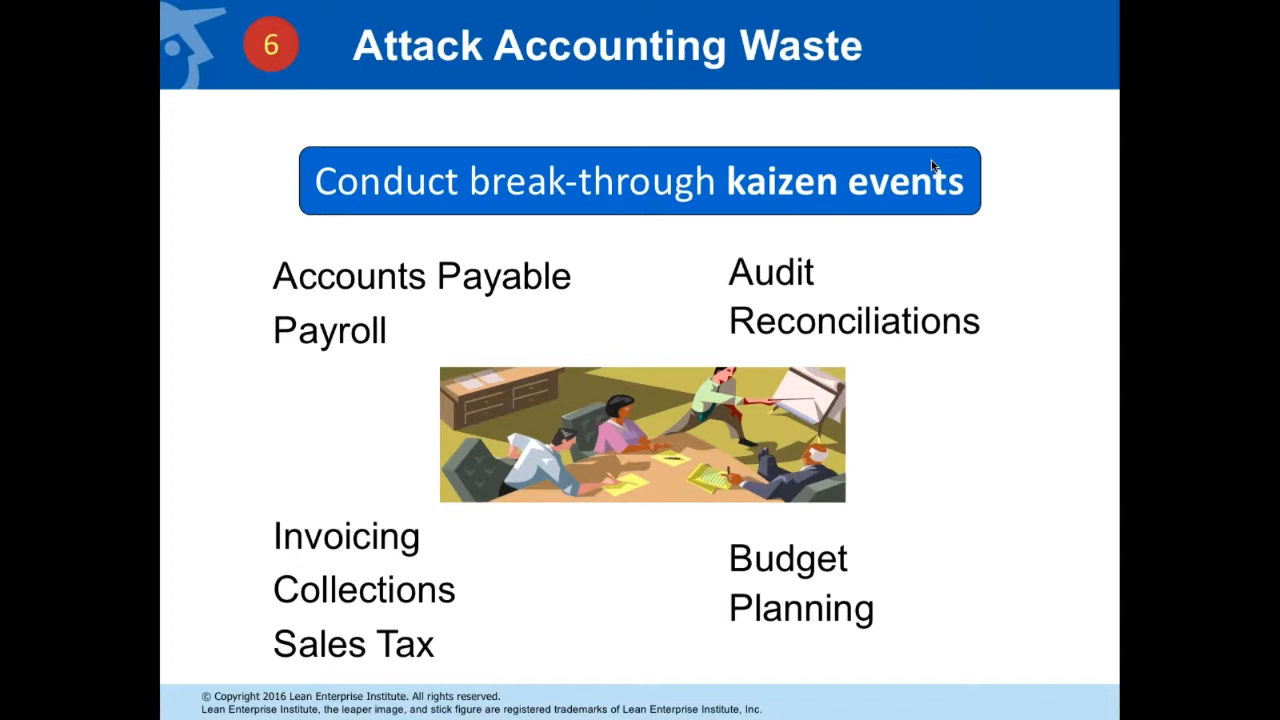 6
Attack Accounting Waste
Conduct break-through kaizen events
Accounts Payable
Payroll
Audit
Reconciliations
Invoicing
Collections
Sales Tax
Budget
Planning
© Copyright 2016 Lean Enterprise Institute. All rights reserved.
Lean Enterprise Institute, the leaper image, and stick figure are registered trademarks of Lean Enterprise Institute, Inc.